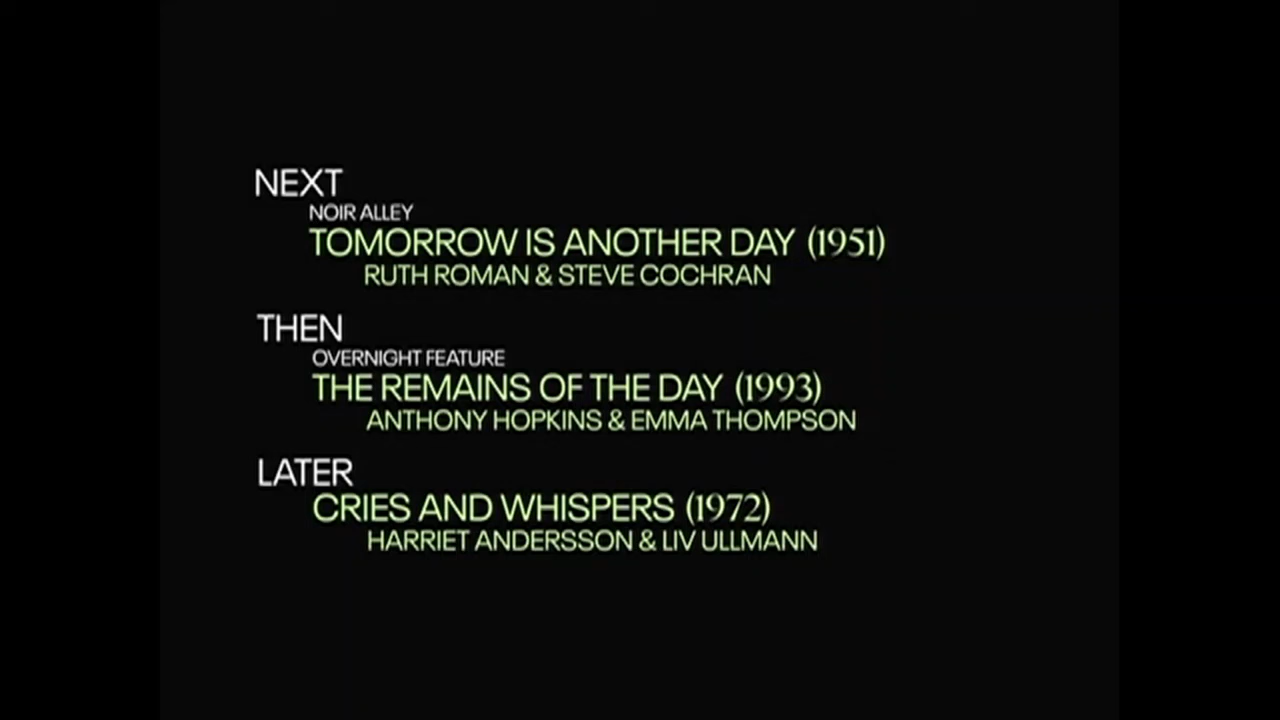 NEXT
NOIR ALLEY
TOMORROW IS ANOTHER DAY (1951)
RUTH ROMAN & STEVE COCHRAN
THEN
OVERNIGHT FEATURE
THE REMAINS OF THE DAY (1993)
ANTHONY HOPKINS & EMMA THOMPSON
LATER
CRIES AND WHISPERS (1972)
HARRIET ANDERSSON & LIV ULLMANN